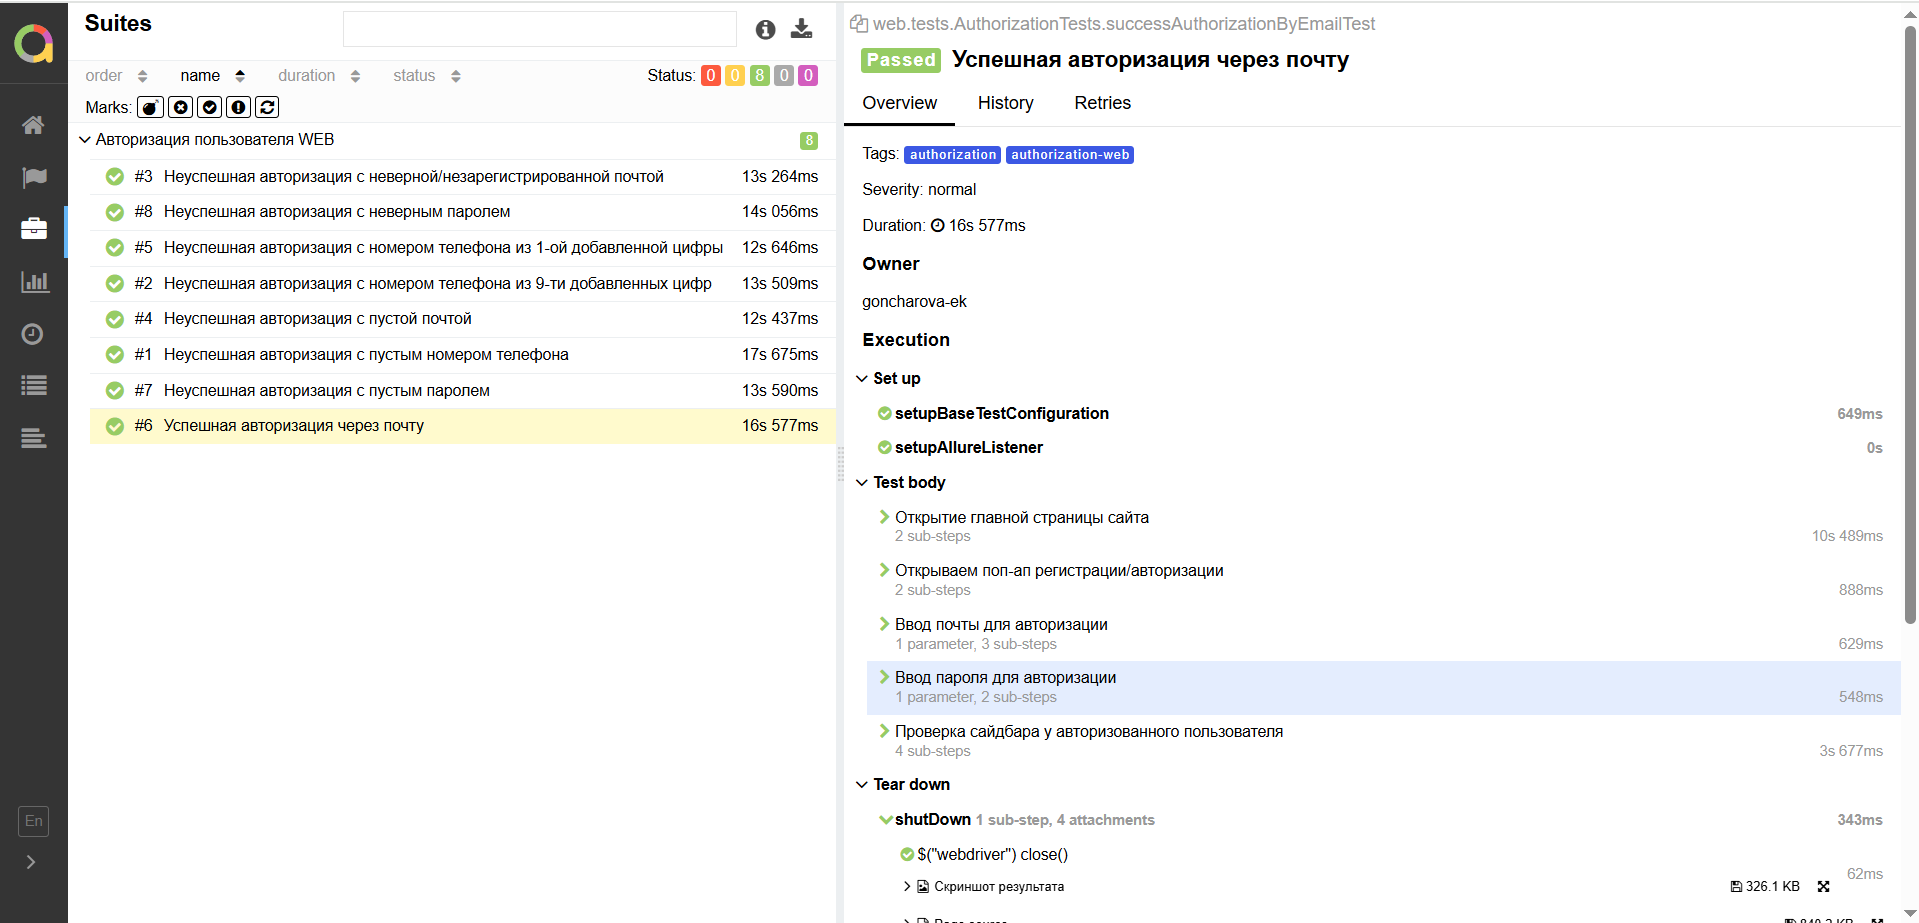 Suites
order name duration status Status: 0 0 8 0 0
Marks:
Авторизация пользователя WEB 8
#3 Неуспешная авторизация с неверной/незарегистрированной почтой 13s 264ms
#8 Неуспешная авторизация с неверным паролем 14s 056ms
#5 Неуспешная авторизация с номером телефона из 1-ой добавленной цифры 12s 646ms
#2 Неуспешная авторизация с номером телефона из 9-ти добавленных цифр 13s 509ms
#4 Неуспешная авторизация с пустой почтой 12s 437ms
#1 Неуспешная авторизация с пустым номером телефона 17s 675ms
#7 Неуспешная авторизация с пустым паролем 13s 590ms
#6 Успешная авторизация через почту 16s 577ms
En
web.tests.AuthorizationTests.successAuthorizationByEmailTest
Passed Успешная авторизация через почту
Overview History Retries
Tags: authorization authorization-web
Severity: normal
Duration: 16s 577ms
Owner
goncharova-ek
Execution
Set up
setupBaseTestConfiguration 649ms
setupAllureListener 0s
Test body
Открытие главной страницы сайта
2 sub-steps 10s 489ms
Открываем поп-ап регистрации/авторизации
2 sub-steps 888ms
Ввод почты для авторизации
1 parameter, 3 sub-steps 629ms
Ввод пароля для авторизации
1 parameter, 2 sub-steps 548ms
Проверка сайдбара у авторизованного пользователя
4 sub-steps 3s 677ms
Tear down
shutDown 1 sub-step, 4 attachments 343ms
$("webdriver") close()
62ms
Скриншот результата 326.1 KB